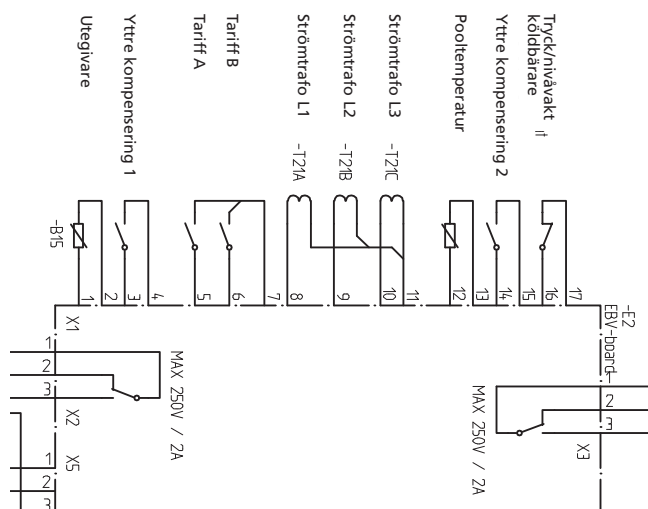 Utegivare
Yttre kompensering 1
Tariff A
Tariff B
Strömtrafo L1
Strömtrafo L2
Strömtrafo L3
Pooltemperatur
Yttre kompensering 2
Tryck/nivåvakt
köldbärare
-B15
-T21A
-T21B
-T21C
1 2 3 4 5 6 7 8 9 10 11 12 13 14 15 16 17
-E2
EBV-board
X1
1
2
3
X2
MAX 250V / 2A
X5
1
2
3
1
2
3
X3
MAX 250V / 2A